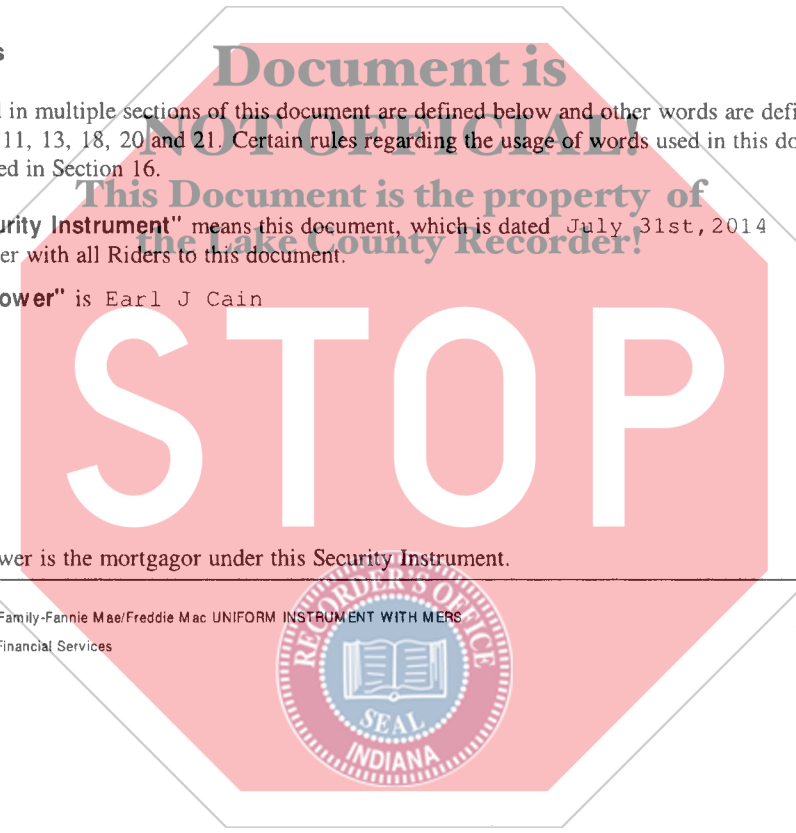 s
Document is
l in multiple sections of this document are defined below and other words are defi
NOT OFFICIAL!
11, 13, 18, 20 and 21. Certain rules regarding the usage of words used in this do
ed in Section 16.
This Document is the property of
urity Instrument" means this document, which is dated July 31st, 2014
the Lake County Recorder!
er with all Riders to this document.
ower" is Earl J Cain
STOP
wer is the mortgagor under this Security Instrument.
Family-Fannie Mae/Freddie Mac UNIFORM INSTRUMENT WITH MERS
Financial Services
RECORDER'S OFFICE
SEAL
INDIANA